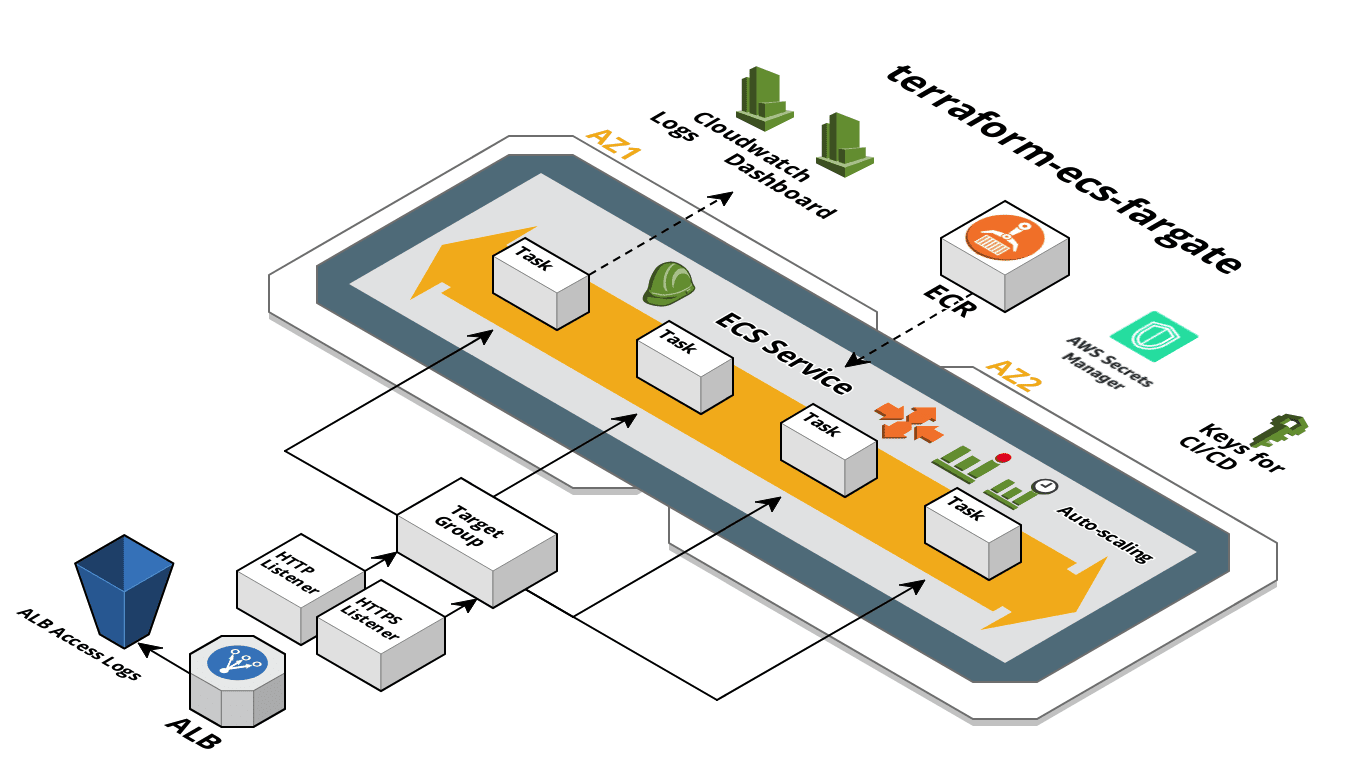 terraform-ecs-fargate
AZ1
Logs
Cloudwatch
Dashboard
Task
ECS Service
ECR
Task
AZ2
AWS Secrets
Manager
Task
Keys for
CI/CD
Task
Auto-scaling
Target
Group
HTTP
Listener
HTTPS
Listener
ALB Access Logs
ALB